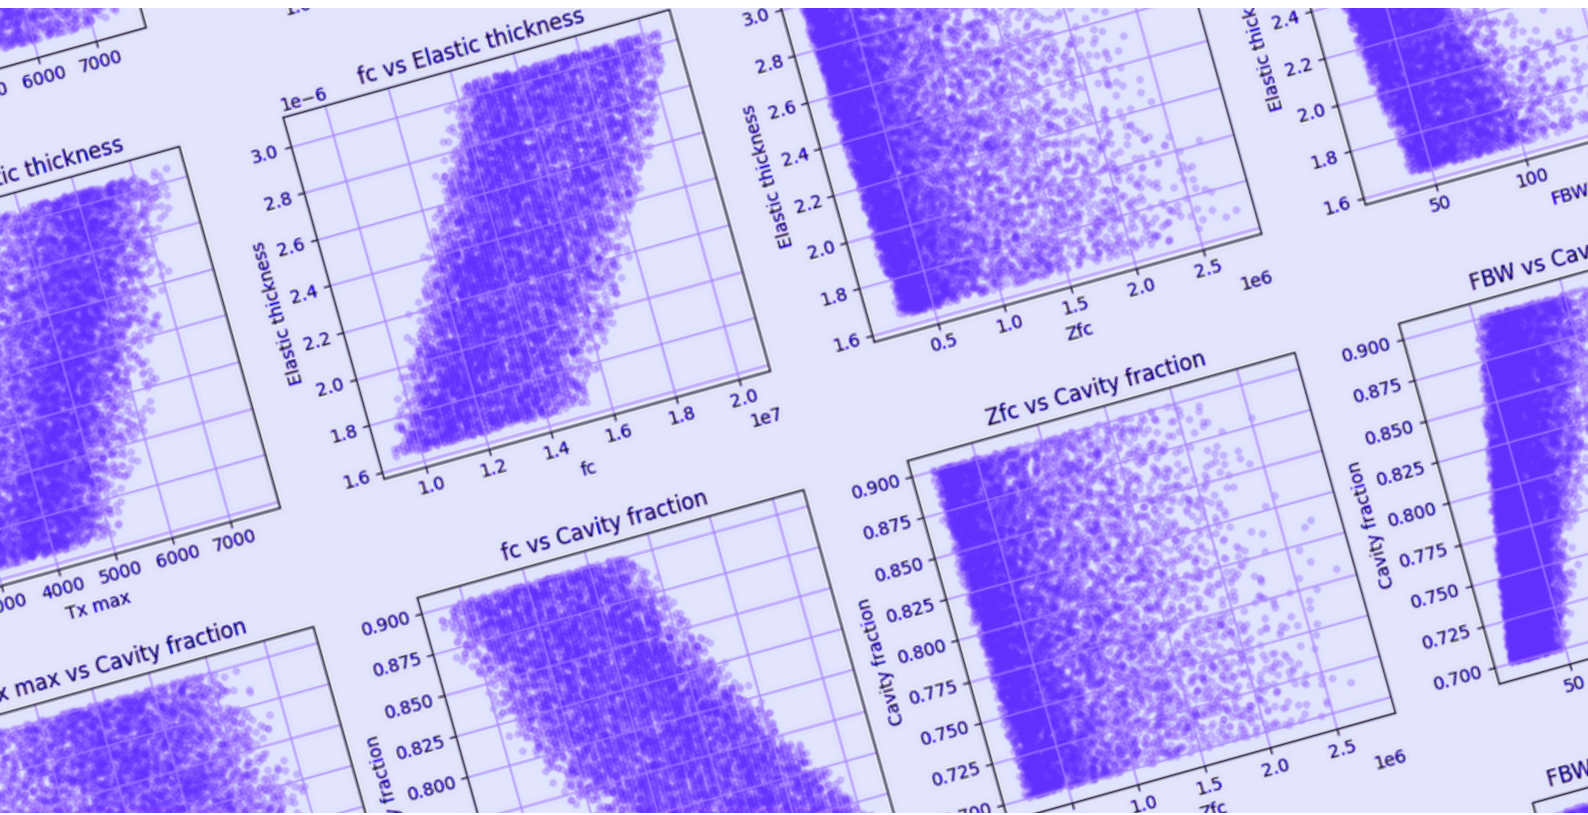 6000 7000
fc vs Elastic thickness
1e−6
3.0
2.8
2.6
2.4
2.2
2.0
1.8
1.6
Elastic thickness
1.0 1.2 1.4 1.6 1.8 2.0
1e7
fc
3.0
2.8
2.6
2.4
2.2
2.0
1.8
1.6
Elastic thickness
0.5 1.0 1.5 2.0 2.5
1e6
Zfc
2.4
2.2
2.0
1.8
1.6
Elastic
50 100
FBW
thickness
4000 5000 6000 7000
Tx max
max vs Cavity fraction
fc vs Cavity fraction
0.900
0.875
0.850
0.825
0.800
fraction
Zfc vs Cavity fraction
0.900
0.875
0.850
0.825
0.800
0.775
0.750
0.725
Cavity fraction
1.0 1.5 2.0 2.5
1e6
Zfc
FBW vs
0.900
0.875
0.850
0.825
0.800
0.775
0.750
0.725
0.700
Cavity fraction
50
FBW